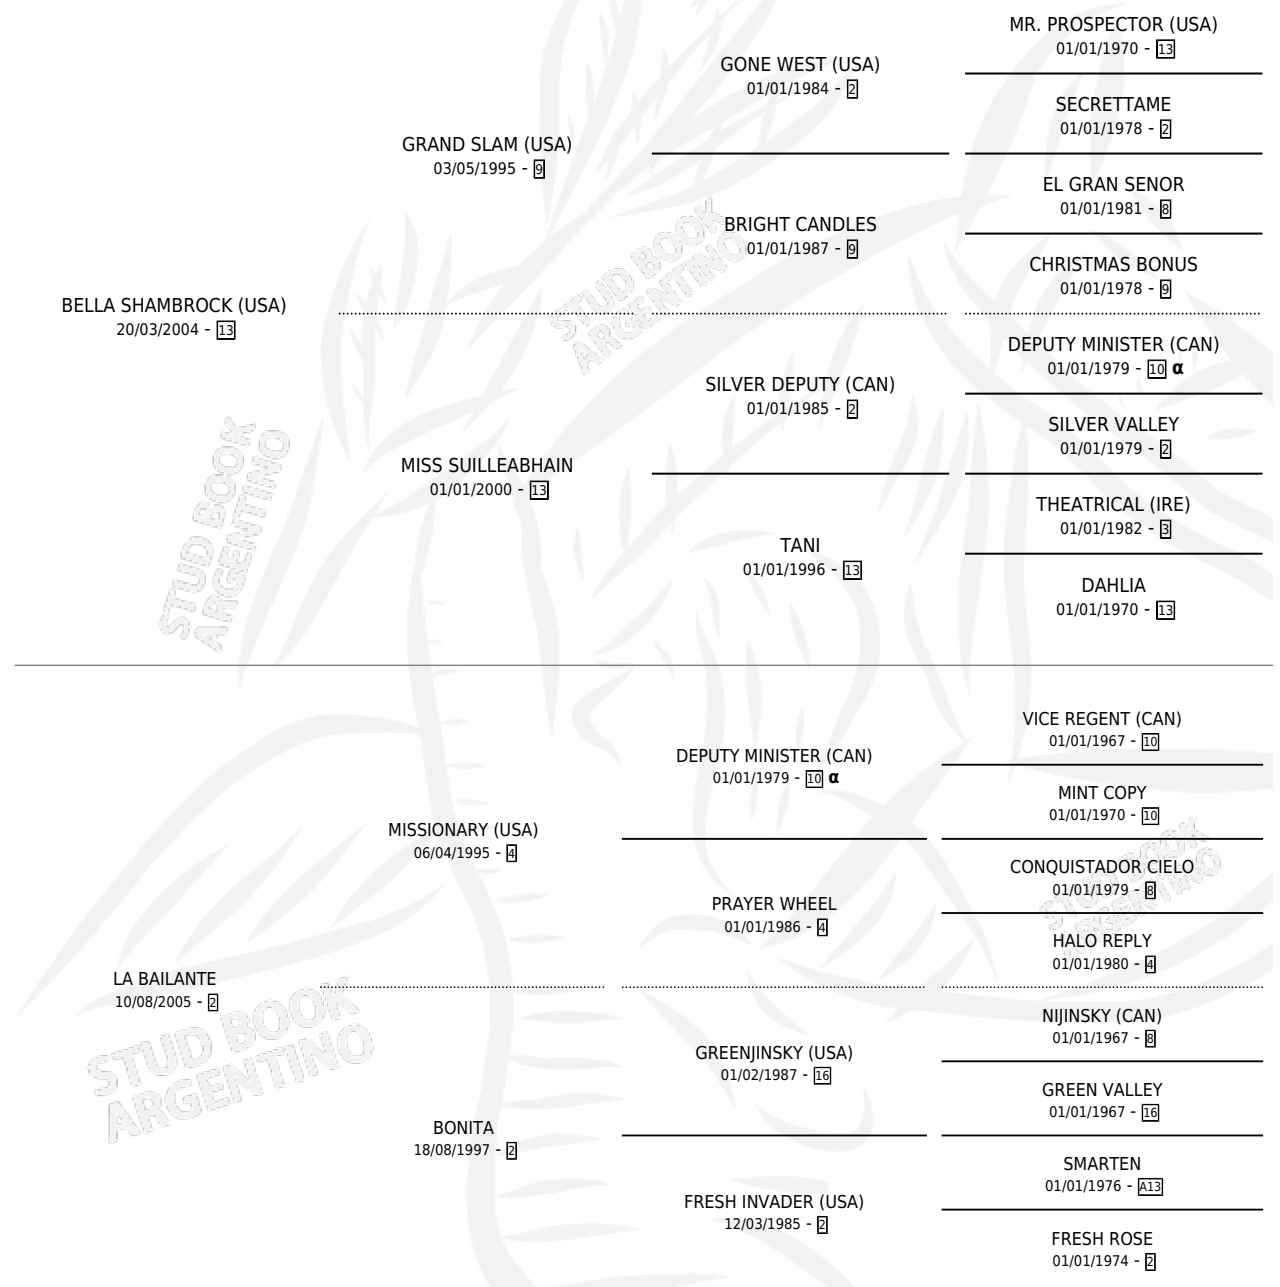 MR. PROSPECTOR (USA)
01/01/1970 - 13
GONE WEST (USA)
01/01/1984 - 2
SECRETTAME
01/01/1978 - 2
GRAND SLAM (USA)
03/05/1995 - 9
EL GRAN SENOR
01/01/1981 - 8
BRIGHT CANDLES
01/01/1987 - 9
CHRISTMAS BONUS
01/01/1978 - 9
BELLA SHAMBROCK (USA)
20/03/2004 - 13
DEPUTY MINISTER (CAN)
01/01/1979 - 10 α
SILVER DEPUTY (CAN)
01/01/1985 - 2
SILVER VALLEY
01/01/1979 - 2
MISS SUILLEABHAIN
01/01/2000 - 13
THEATRICAL (IRE)
01/01/1982 - 3
TANI
01/01/1996 - 13
DAHLIA
01/01/1970 - 13
STUD BOOK
ARGENTINO
STUD BOOK
ARGENTINO
VICE REGENT (CAN)
01/01/1967 - 10
DEPUTY MINISTER (CAN)
01/01/1979 - 10 α
MINT COPY
01/01/1970 - 10
MISSIONARY (USA)
06/04/1995 - 4
CONQUISTADOR CIELO
01/01/1979 - 8
PRAYER WHEEL
01/01/1986 - 4
HALO REPLY
01/01/1980 - 4
LA BAILANTE
10/08/2005 - 2
NIJINSKY (CAN)
01/01/1967 - 8
GREENJINSKY (USA)
01/02/1987 - 16
GREEN VALLEY
01/01/1967 - 16
BONITA
18/08/1997 - 2
SMARTEN
01/01/1976 - A13
FRESH INVADER (USA)
12/03/1985 - 2
FRESH ROSE
01/01/1974 - 2
STUD BOOK
ARGENTINO
STUD BOOK
ARGENTINO